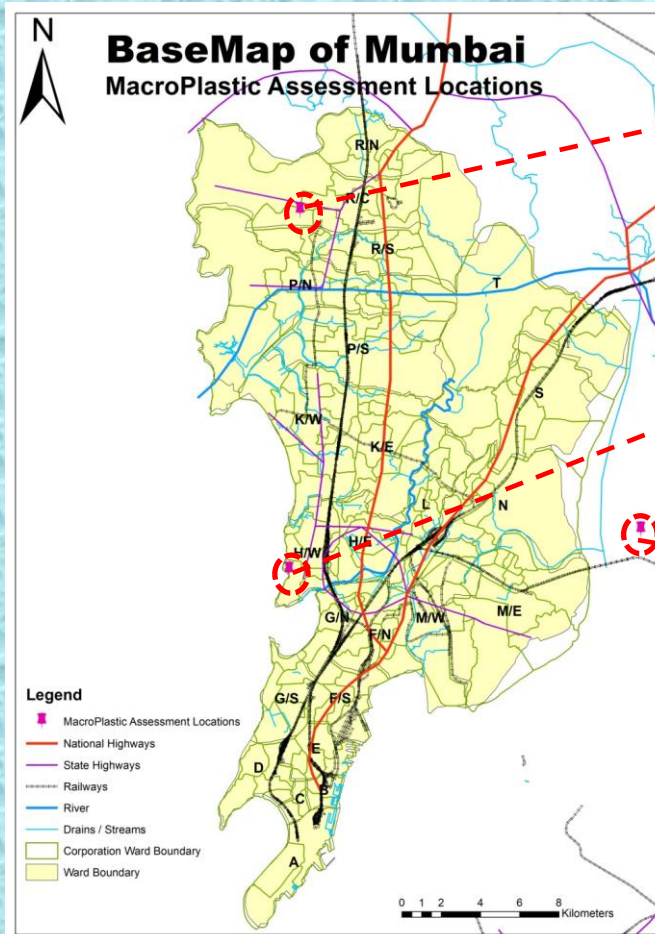 N
BaseMap of Mumbai
MacroPlastic Assessment Locations
R/N
R/C
R/S
T
P/N
P/S
S
K/W
K/E
L
N
H/E
H/W
M/E
G/N
M/W
F/N
G/S
F/S
E
D
B
C
A
Legend
MacroPlastic Assessment Locations
National Highways
State Highways
Railways
River
Drains / Streams
Corporation Ward Boundary
Ward Boundary
0 1 2 4 6 8
Kilometers